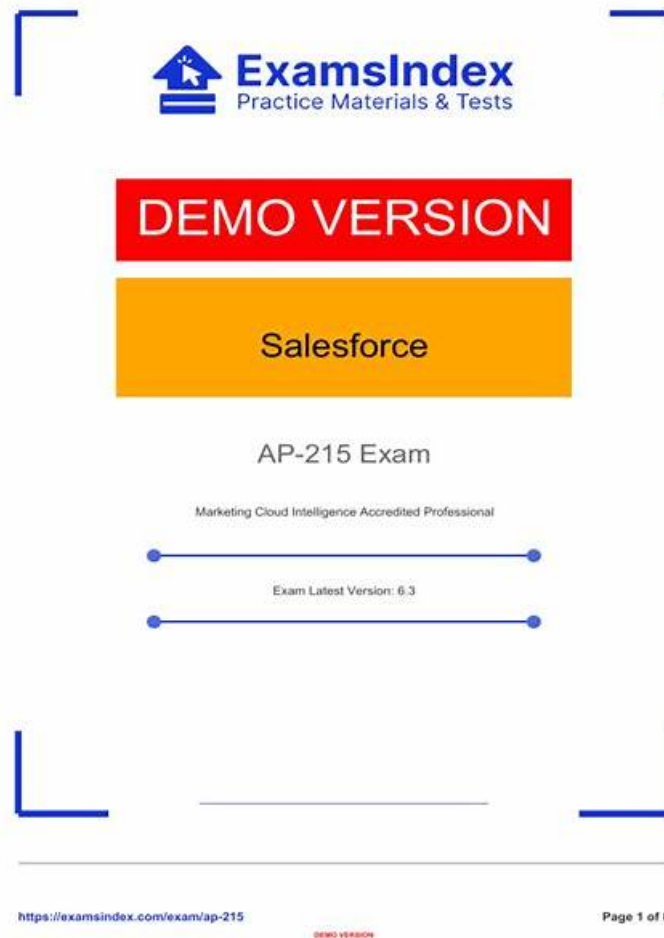 ExamsIndex
Practice Materials & Tests
DEMO VERSION
Salesforce
AP-215 Exam
Marketing Cloud Intelligence Accredited Professional
Exam Latest Version: 6.3
https://examsindex.com/exam/ap-215
Page 1 of
DEMO VERSION